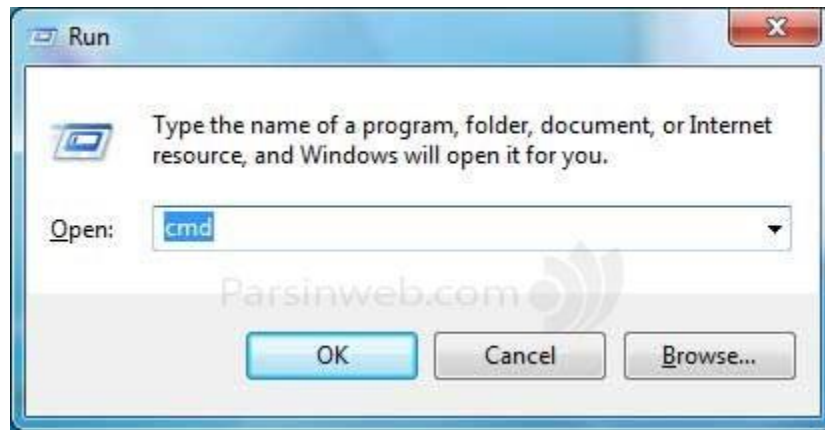 Run
Type the name of a program, folder, document, or Internet
resource, and Windows will open it for you.
Open:
cmd
Parsinweb.com
OK
Cancel
Browse...